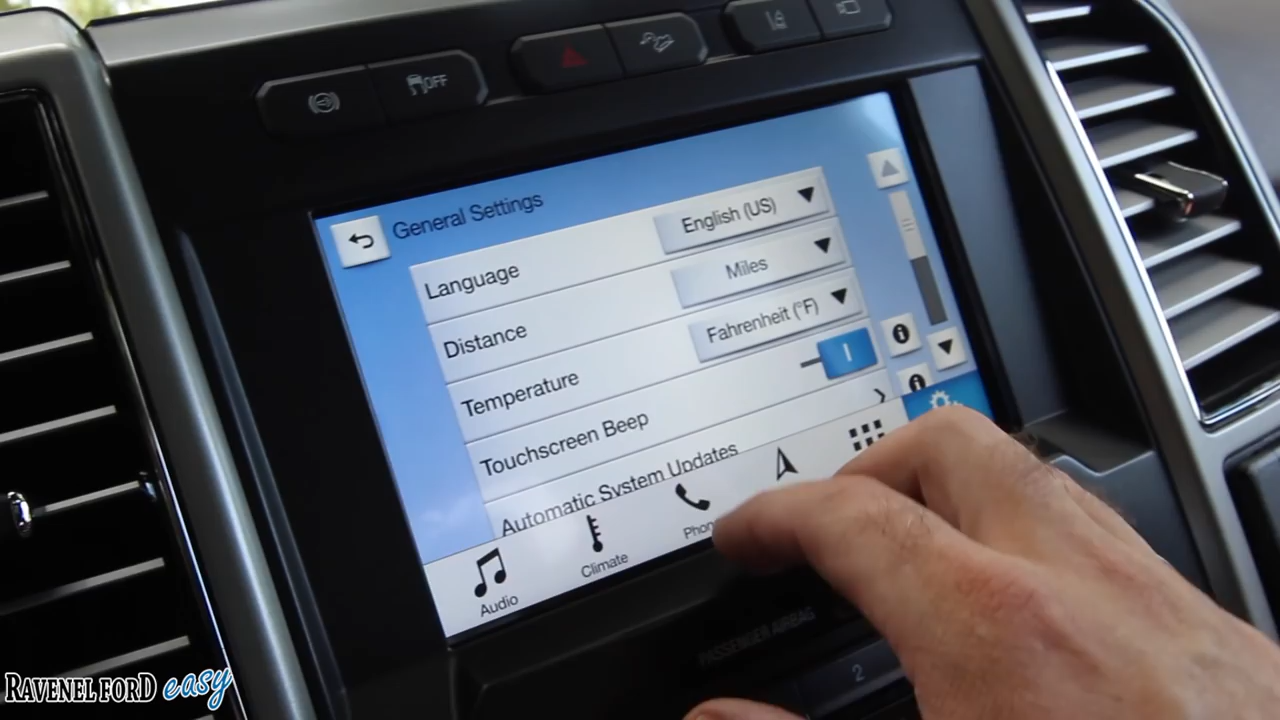 OFF
General Settings
Language
English (US)
Distance
Miles
Temperature
Fahrenheit (°F)
Touchscreen Beep
I
Automatic System Updates
Audio
Climate
Phon
PASSENGER AIRBAG
2
RAVENEL FORD easy